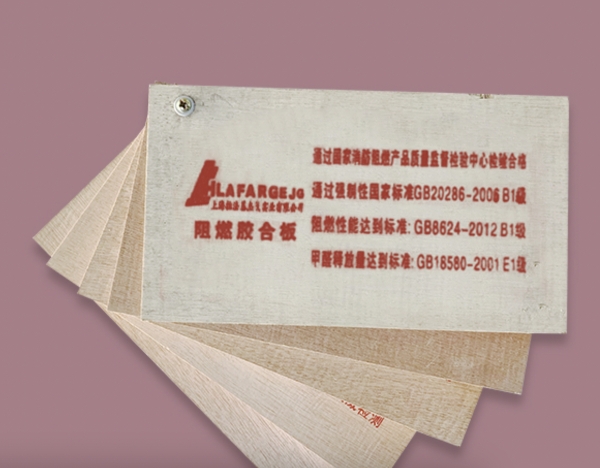 LAFARGEJG
阻燃胶合板
通过国家消防阻燃产品质量监督检验中心检验合格
通过强制性国家标准GB20286-2006 B1级
阻燃性能达到标准: GB8624-2012 B1级
甲醛释放量达到标准: GB18580-2001 E1级